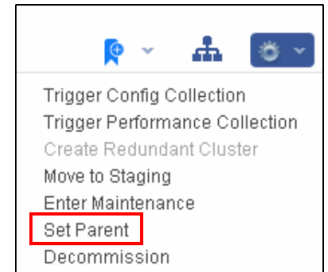 Trigger Config Collection
Trigger Performance Collection
Create Redundant Cluster
Move to Staging
Enter Maintenance
Set Parent
Decommission